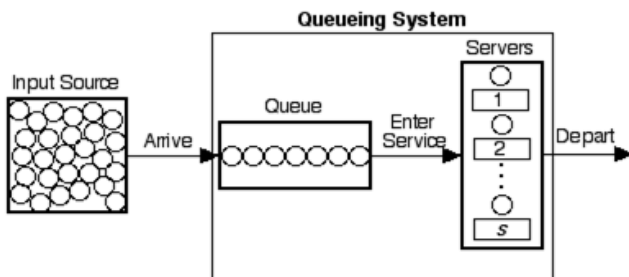 Queueing System
Input Source
Arrive
Queue
Enter
Service
Servers
1
2
s
Depart